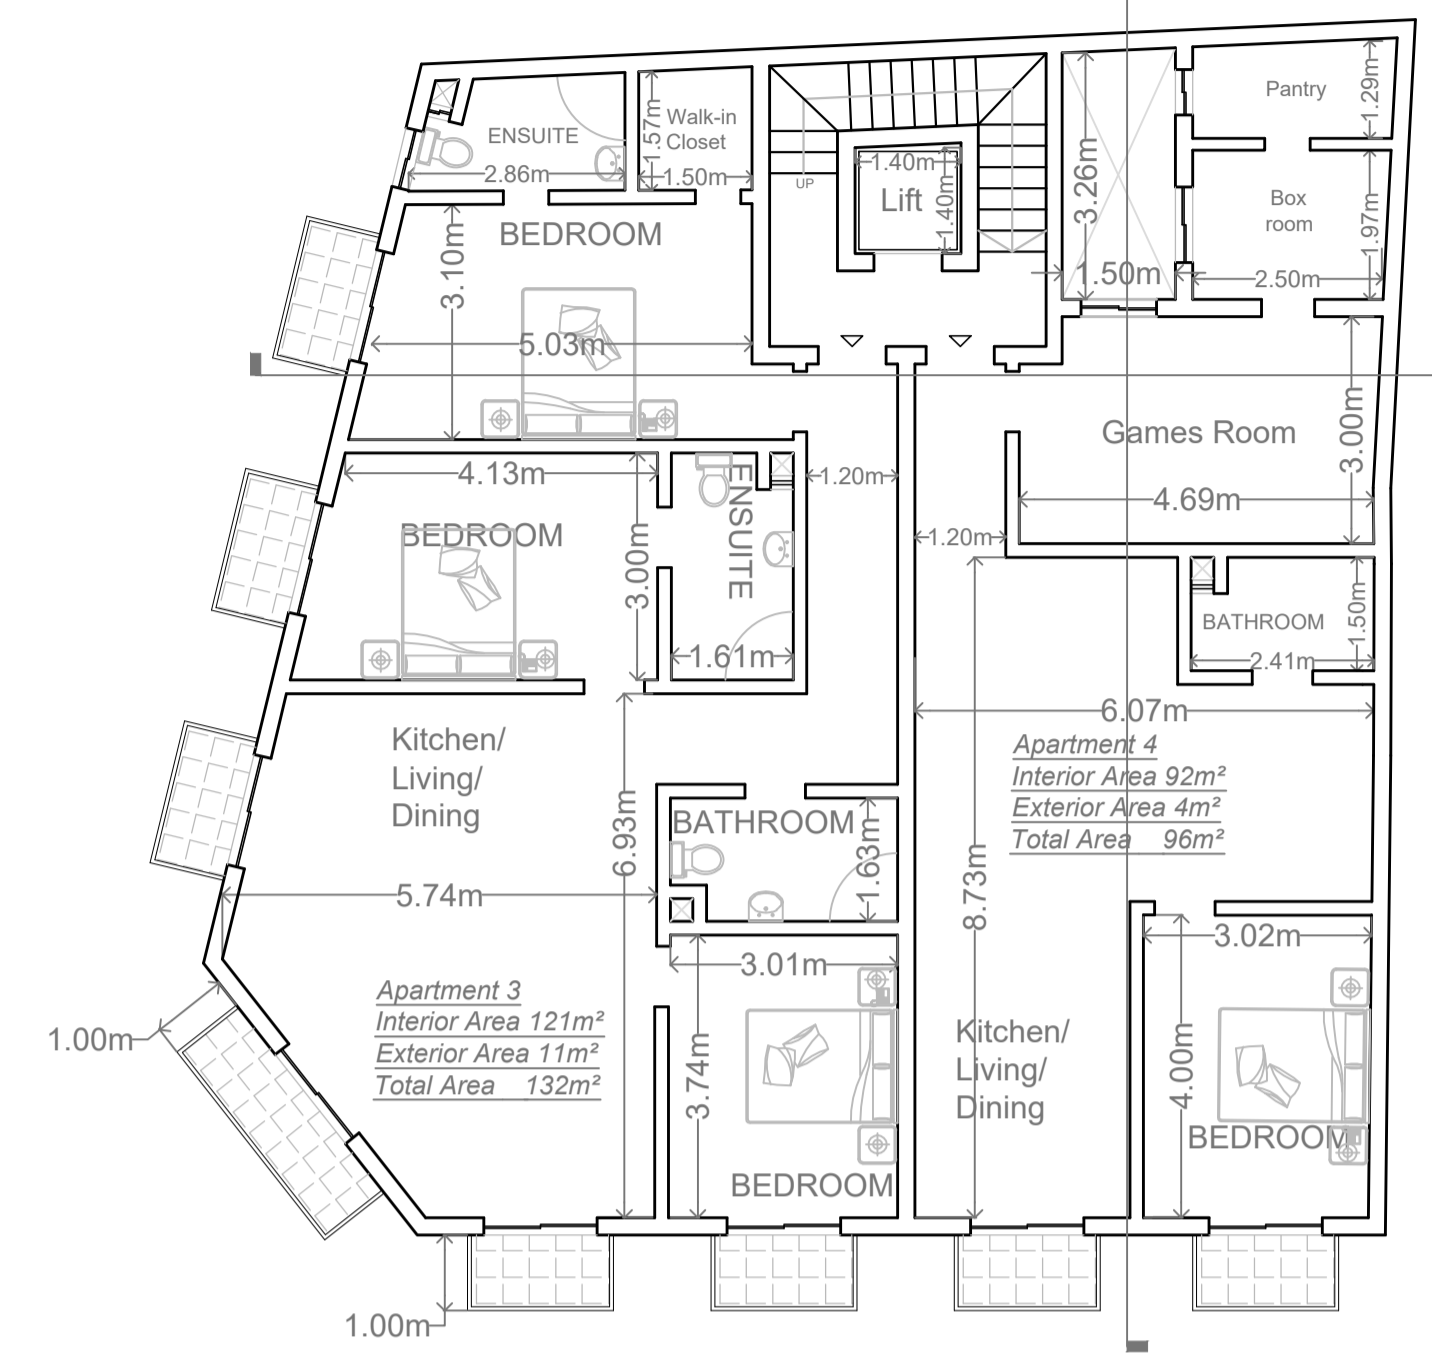 Pantry
1.29m
ENSUITE
2.86m
1.57m
Walk-in
Closet
1.50m
UP
1.40m
Lift
1.40m
3.26m
1.50m
Box
room
1.97m
2.50m
BEDROOM
3.10m
5.03m
Games Room
3.00m
4.69m
4.13m
BEDROOM
3.00m
ENSUITE
1.61m
1.20m
1.20m
BATHROOM
1.50m
2.41m
6.07m
Apartment 4
Interior Area 92m²
Exterior Area 4m²
Total Area 96m²
Kitchen/
Living/
Dining
6.93m
5.74m
BATHROOM
1.63m
8.73m
3.01m
3.02m
Apartment 3
Interior Area 121m²
Exterior Area 11m²
Total Area 132m²
1.00m
3.74m
BEDROOM
Kitchen/
Living/
Dining
4.00m
BEDROOM
1.00m